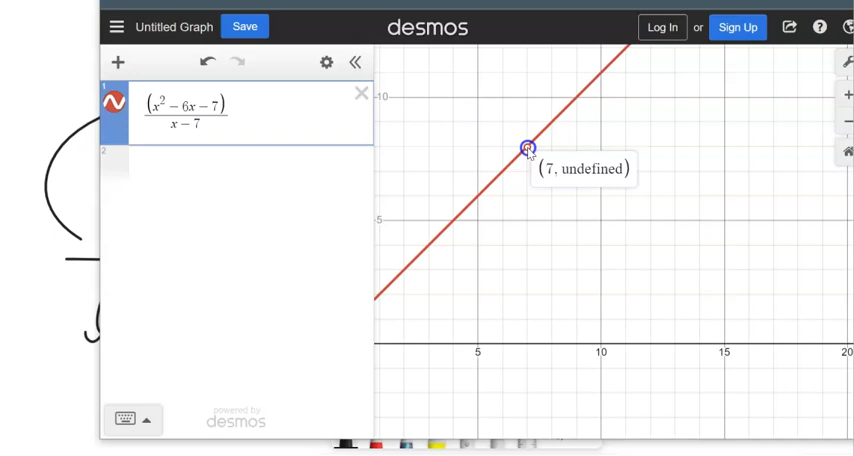 Untitled Graph
Save
desmos
Log In
or
Sign Up
1
(x² − 6x − 7)
x − 7
2
10
5
(7, undefined)
5
10
15
20
powered by
desmos